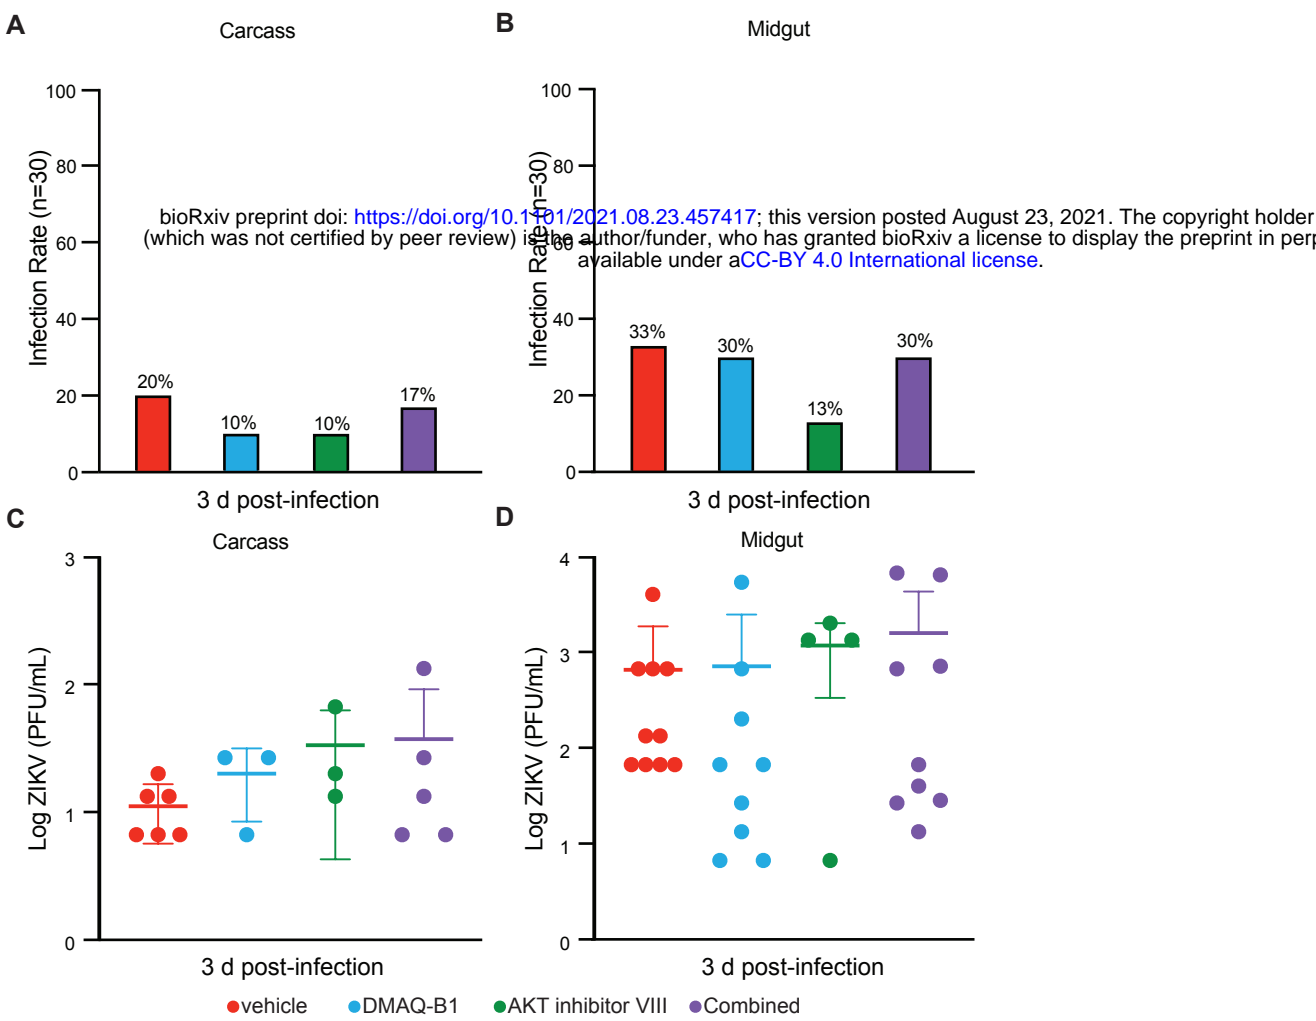 A
Carcass
B
Midgut
Infection Rate (n=30)
100
80
60
40
20
0
20%
10%
10%
17%
3 d post-infection
Infection Rate (n=30)
100
80
60
40
20
0
33%
30%
13%
30%
3 d post-infection
bioRxiv preprint doi: https://doi.org/10.1101/2021.08.23.457417; this version posted August 23, 2021. The copyright holder
(which was not certified by peer review) is the author/funder, who has granted bioRxiv a license to display the preprint in
available under aCC-BY 4.0 International license.
C
Carcass
D
Midgut
Log ZIKV (PFU/mL)
3
2
1
0
3 d post-infection
Log ZIKV (PFU/mL)
4
3
2
1
0
3 d post-infection
vehicle
DMAQ-B1
AKT inhibitor VIII
Combined